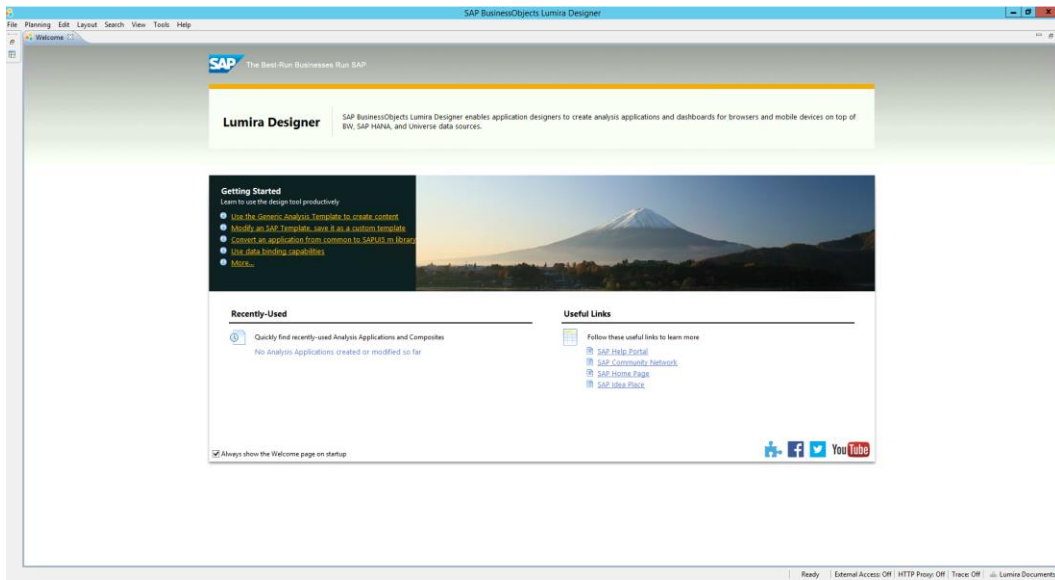 SAP BusinessObjects Lumira Designer
File Planning Edit Layout Search View Tools Help
Welcome
SAP The Best-Run Businesses Run SAP
Lumira Designer
SAP BusinessObjects Lumira Designer enables application designers to create analysis applications and dashboards for browsers and mobile devices on top of
BW, SAP HANA, and Universe data sources.
Getting Started
Learn to use the design tool productively
Use the Generic Analysis Template to create content
Modify an SAP Template, save it as a custom template
Convert an application from common to SAPUI5 m library
Use data binding capabilities
More...
Recently-Used
Quickly find recently-used Analysis Applications and Composites
No Analysis Applications created or modified so far
Useful Links
Follow these useful links to learn more
SAP Help Portal
SAP Community Network
SAP Home Page
SAP Idea Place
Always show the Welcome page on startup
f
You Tube
Ready External Access: Off HTTP Proxy: Off Trace: Off Lumira Documents